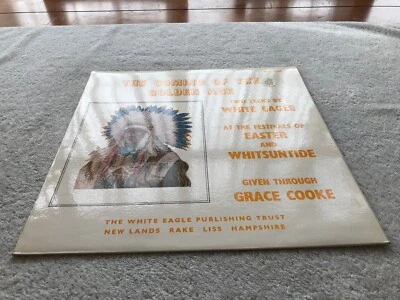 THE COMING OF THE
GOLDEN AGE
TWO TALKS BY
WHITE EAGLE
AT THE FESTIVALS OF
EASTER
AND
WHITSUNTIDE
GIVEN THROUGH
GRACE COOKE
THE WHITE EAGLE PUBLISHING TRUST
NEW LANDS RAKE LISS HAMPSHIRE